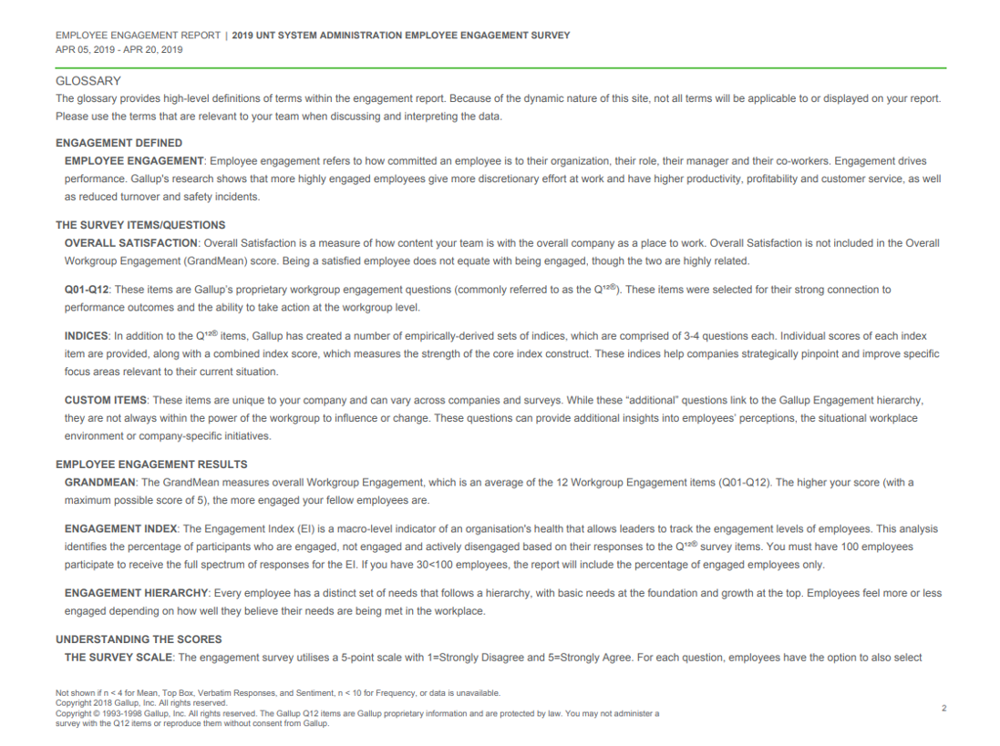 EMPLOYEE ENGAGEMENT REPORT | 2019 UNT SYSTEM ADMINISTRATION EMPLOYEE ENGAGEMENT SURVEY
APR 05, 2019 - APR 20, 2019
GLOSSARY
The glossary provides high-level definitions of terms within the engagement report. Because of the dynamic nature of this site, not all terms will be applicable to or displayed on your report.
Please use the terms that are relevant to your team when discussing and interpreting the data.
ENGAGEMENT DEFINED
EMPLOYEE ENGAGEMENT: Employee engagement refers to how committed an employee is to their organization, their role, their manager and their co-workers. Engagement drives
performance. Gallup's research shows that more highly engaged employees give more discretionary effort at work and have higher productivity, profitability and customer service, as well
as reduced turnover and safety incidents.
THE SURVEY ITEMS/QUESTIONS
OVERALL SATISFACTION: Overall Satisfaction is a measure of how content your team is with the overall company as a place to work. Overall Satisfaction is not included in the Overall
Workgroup Engagement (GrandMean) score. Being a satisfied employee does not equate with being engaged, though the two are highly related.
Q01-Q12: These items are Gallup’s proprietary workgroup engagement questions (commonly referred to as the Q¹²®). These items were selected for their strong connection to
performance outcomes and the ability to take action at the workgroup level.
INDICES: In addition to the Q¹²® items, Gallup has created a number of empirically-derived sets of indices, which are comprised of 3-4 questions each. Individual scores of each index
item are provided, along with a combined index score, which measures the strength of the core index construct. These indices help companies strategically pinpoint and improve specific
focus areas relevant to their current situation.
CUSTOM ITEMS: These items are unique to your company and can vary across companies and surveys. While these “additional” questions link to the Gallup Engagement hierarchy,
they are not always within the power of the workgroup to influence or change. These questions can provide additional insights into employees’ perceptions, the situational workplace
environment or company-specific initiatives.
EMPLOYEE ENGAGEMENT RESULTS
GRANDMEAN: The GrandMean measures overall Workgroup Engagement, which is an average of the 12 Workgroup Engagement items (Q01-Q12). The higher your score (with a
maximum possible score of 5), the more engaged your fellow employees are.
ENGAGEMENT INDEX: The Engagement Index (EI) is a macro-level indicator of an organisation's health that allows leaders to track the engagement levels of employees. This analysis
identifies the percentage of participants who are engaged, not engaged and actively disengaged based on their responses to the Q¹²® survey items. You must have 100 employees
participate to receive the full spectrum of responses for the EI. If you have 30<100 employees, the report will include the percentage of engaged employees only.
ENGAGEMENT HIERARCHY: Every employee has a distinct set of needs that follows a hierarchy, with basic needs at the foundation and growth at the top. Employees feel more or less
engaged depending on how well they believe their needs are being met in the workplace.
UNDERSTANDING THE SCORES
THE SURVEY SCALE: The engagement survey utilises a 5-point scale with 1=Strongly Disagree and 5=Strongly Agree. For each question, employees have the option to also select
Not shown if n < 4 for Mean, Top Box, Verbatim Responses, and Sentiment, n < 10 for Frequency, or data is unavailable.
Copyright 2018 Gallup, Inc. All rights reserved.
Copyright © 1993-1998 Gallup, Inc. All rights reserved. The Gallup Q12 items are Gallup proprietary information and are protected by law. You may not administer a
survey with the Q12 items or reproduce them without consent from Gallup.
2